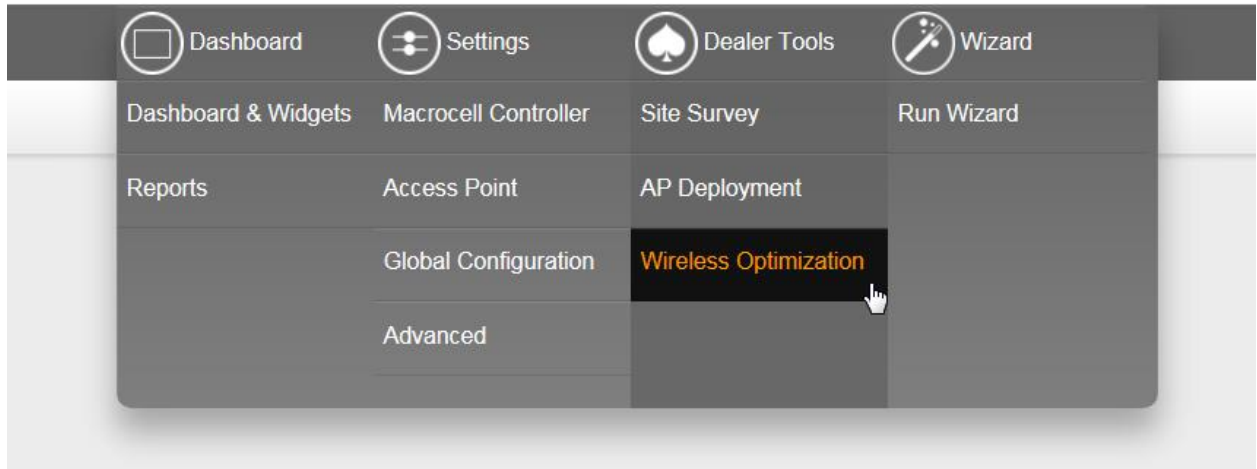 Dashboard Settings Dealer Tools Wizard
Dashboard & Widgets Macrocell Controller Site Survey Run Wizard
Reports Access Point AP Deployment
Global Configuration Wireless Optimization
Advanced